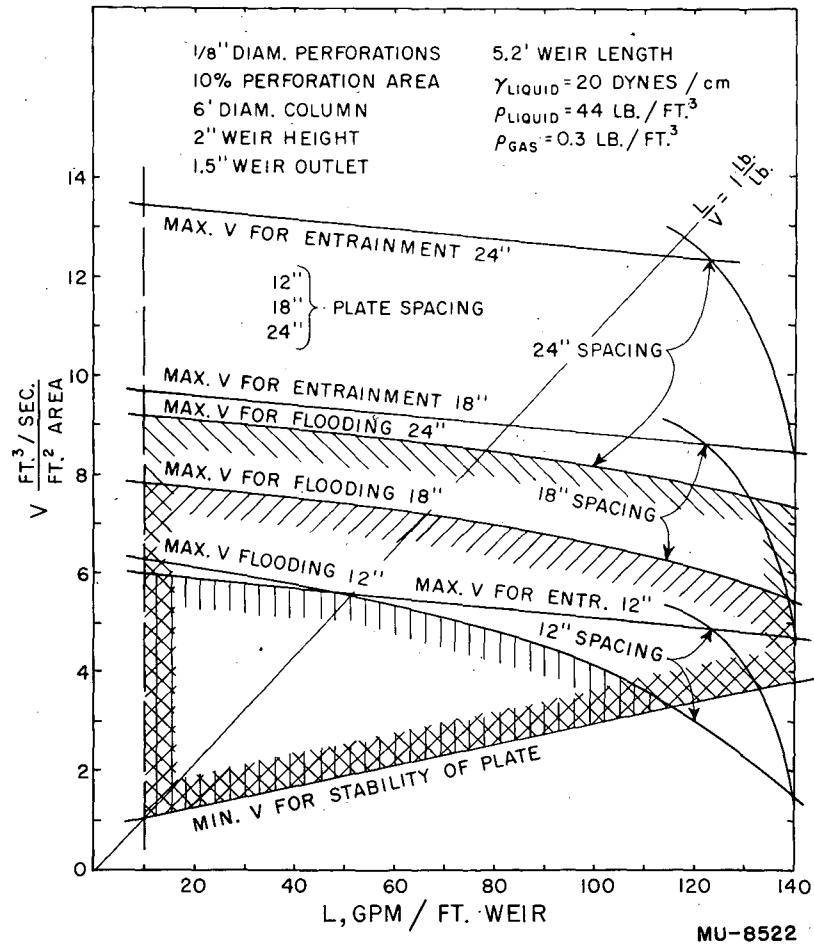 1/8" DIAM. PERFORATIONS
10% PERFORATION AREA
6' DIAM. COLUMN
2" WEIR HEIGHT
1.5" WEIR OUTLET
5.2' WEIR LENGTH
γLIQUID = 20 DYNES / cm
ρLIQUID = 44 LB. / FT.³
ρGAS = 0.3 LB. / FT.³
L/V = 1 Lb./Lb.
14
12
10
8
6
4
2
0
V FT.³ / SEC. / FT.² AREA
MAX. V FOR ENTRAINMENT 24"
12"
18" PLATE SPACING
24"
24" SPACING
MAX. V FOR ENTRAINMENT 18"
MAX. V FOR FLOODING 24"
18" SPACING
MAX. V FOR FLOODING 18"
MAX. V FLOODING 12"
MAX. V FOR ENTR. 12"
12" SPACING
MIN. V FOR STABILITY OF PLATE
20 40 60 80 100 120 140
L, GPM / FT. WEIR
MU-8522